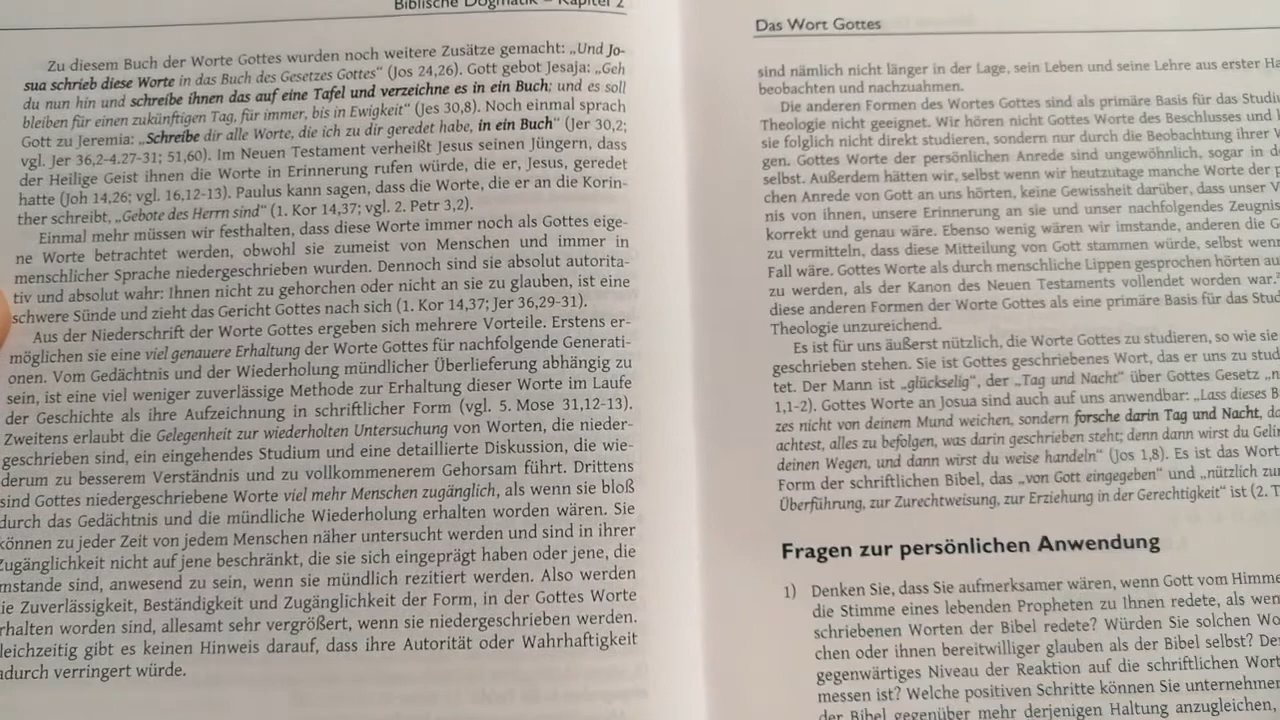 Biblische Dogmatik – Kapitel 2
Zu diesem Buch der Worte Gottes wurden noch weitere Zusätze gemacht: „Und Jo-
sua schrieb diese Worte in das Buch des Gesetzes Gottes“ (Jos 24,26). Gott gebot Jesaja: „Geh
du nun hin und schreibe ihnen das auf eine Tafel und verzeichne es in ein Buch; und es soll
bleiben für einen zukünftigen Tag, für immer, bis in Ewigkeit“ (Jes 30,8). Noch einmal sprach
Gott zu Jeremia: „Schreibe dir alle Worte, die ich zu dir geredet habe, in ein Buch“ (Jer 30,2;
vgl. Jer 36,2–4.27–31; 51,60). Im Neuen Testament verheißt Jesus seinen Jüngern, dass
der Heilige Geist ihnen die Worte in Erinnerung rufen würde, die er, Jesus, geredet
hatte (Joh 14,26; vgl. 16,12-13). Paulus kann sagen, dass die Worte, die er an die Korin-
ther schreibt, „Gebote des Herrn sind“ (1. Kor 14,37; vgl. 2. Petr 3,2).
Einmal mehr müssen wir festhalten, dass diese Worte immer noch als Gottes eige-
ne Worte betrachtet werden, obwohl sie zumeist von Menschen und immer in
menschlicher Sprache niedergeschrieben wurden. Dennoch sind sie absolut autorita-
tiv und absolut wahr: Ihnen nicht zu gehorchen oder nicht an sie zu glauben, ist eine
schwere Sünde und zieht das Gericht Gottes nach sich (1. Kor 14,37; Jer 36,29-31).
Aus der Niederschrift der Worte Gottes ergeben sich mehrere Vorteile. Erstens er-
möglichen sie eine viel genauere Erhaltung der Worte Gottes für nachfolgende Generati-
onen. Vom Gedächtnis und der Wiederholung mündlicher Überlieferung abhängig zu
sein, ist eine viel weniger zuverlässige Methode zur Erhaltung dieser Worte im Laufe
der Geschichte als ihre Aufzeichnung in schriftlicher Form (vgl. 5. Mose 31,12-13).
Zweitens erlaubt die Gelegenheit zur wiederholten Untersuchung von Worten, die nieder-
geschrieben sind, ein eingehendes Studium und eine detaillierte Diskussion, die wie-
derum zu besserem Verständnis und zu vollkommenerem Gehorsam führt. Drittens
sind Gottes niedergeschriebene Worte viel mehr Menschen zugänglich, als wenn sie bloß
durch das Gedächtnis und die mündliche Wiederholung erhalten worden wären. Sie
können zu jeder Zeit von jedem Menschen näher untersucht werden und sind in ihrer
Zugänglichkeit nicht auf jene beschränkt, die sie sich eingeprägt haben oder jene, die
mstande sind, anwesend zu sein, wenn sie mündlich rezitiert werden. Also werden
ie Zuverlässigkeit, Beständigkeit und Zugänglichkeit der Form, in der Gottes Worte
rhalten worden sind, allesamt sehr vergrößert, wenn sie niedergeschrieben werden.
leichzeitig gibt es keinen Hinweis darauf, dass ihre Autorität oder Wahrhaftigkeit
adurch verringert würde.
Das Wort Gottes
sind nämlich nicht länger in der Lage, sein Leben und seine Lehre aus erster Ha
beobachten und nachzuahmen.
Die anderen Formen des Wortes Gottes sind als primäre Basis für das Studiu
Theologie nicht geeignet. Wir hören nicht Gottes Worte des Beschlusses und
sie folglich nicht direkt studieren, sondern nur durch die Beobachtung ihrer
gen. Gottes Worte der persönlichen Anrede sind ungewöhnlich, sogar in d
selbst. Außerdem hätten wir, selbst wenn wir heutzutage manche Worte der p
chen Anrede von Gott an uns hörten, keine Gewissheit darüber, dass unser V
nis von ihnen, unsere Erinnerung an sie und unser nachfolgendes Zeugnis
korrekt und genau wäre. Ebenso wenig wären wir imstande, anderen die G
zu vermitteln, dass diese Mitteilung von Gott stammen würde, selbst wenn
Fall wäre. Gottes Worte als durch menschliche Lippen gesprochen hörten au
zu werden, als der Kanon des Neuen Testaments vollendet worden war.
diese anderen Formen der Worte Gottes als eine primäre Basis für das Stud
Theologie unzureichend.
Es ist für uns äußerst nützlich, die Worte Gottes zu studieren, so wie sie
geschrieben stehen. Sie ist Gottes geschriebenes Wort, das er uns zu stud
tet. Der Mann ist „glückselig“, der „Tag und Nacht“ über Gottes Gesetz „n
1,1-2). Gottes Worte an Josua sind auch auf uns anwendbar: „Lass dieses B
zes nicht von deinem Mund weichen, sondern forsche darin Tag und Nacht, da
achtest, alles zu befolgen, was darin geschrieben steht; denn dann wirst du Geli
deinen Wegen, und dann wirst du weise handeln“ (Jos 1,8). Es ist das Wort
Form der schriftlichen Bibel, das „von Gott eingegeben“ und „nützlich zur
Überführung, zur Zurechtweisung, zur Erziehung in der Gerechtigkeit“ ist (2. T
Fragen zur persönlichen Anwendung
1) Denken Sie, dass Sie aufmerksamer wären, wenn Gott vom Himme
die Stimme eines lebenden Propheten zu Ihnen redete, als wen
schriebenen Worten der Bibel redete? Würden Sie solchen Wo
chen oder ihnen bereitwilliger glauben als der Bibel selbst? De
gegenwärtiges Niveau der Reaktion auf die schriftlichen Wort
messen ist? Welche positiven Schritte können Sie unternehmen
der Bibel gegenüber mehr derjenigen Haltung anzugleichen,